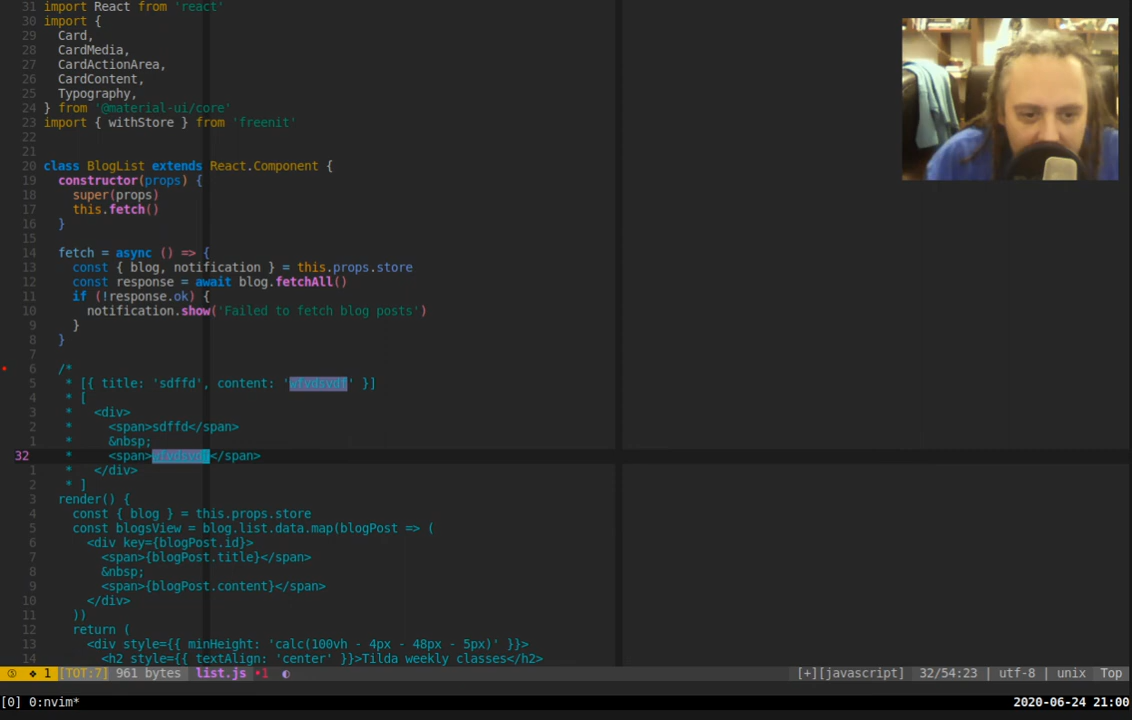 31 import React from 'react'
30 import {
29   Card,
28   CardMedia,
27   CardActionArea,
26   CardContent,
25   Typography,
24 } from '@material-ui/core'
23 import { withStore } from 'freenit'
22
21
20 class BlogList extends React.Component {
19   constructor(props) {
18     super(props)
17     this.fetch()
16   }
15
14   fetch = async () => {
13     const { blog, notification } = this.props.store
12     const response = await blog.fetchAll()
11     if (!response.ok) {
10       notification.show('Failed to fetch blog posts')
9     }
8   }
7
6   /*
5    * [{ title: 'sdffd', content: 'wfvdsvdf' }]
4    * [
3    *   <div>
2    *     <span>sdffd</span>
1    *     &nbsp;
32    *     <span>wfvdsvdf</span>
1    *   </div>
2    * ]
3   render() {
4     const { blog } = this.props.store
5     const blogsView = blog.list.data.map(blogPost => (
6       <div key={blogPost.id}>
7         <span>{blogPost.title}</span>
8         &nbsp;
9         <span>{blogPost.content}</span>
10       </div>
11     ))
12     return (
13       <div style={{ minHeight: 'calc(100vh - 4px - 48px - 5px)' }}>
14         <h2 style={{ textAlign: 'center' }}>Tilda weekly classes</h2>
③ ❖ 1 [TOT:7] 961 bytes list.js •1 [+][javascript] 32/54:23 | utf-8 | unix Top
[0] 0:nvim* 2020-06-24 21:00